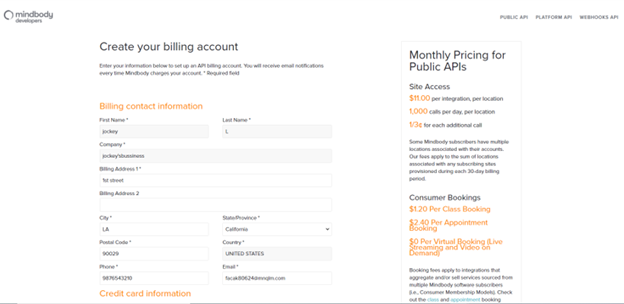 mindbody
developers
PUBLIC API PLATFORM API WEBHOOKS API
Create your billing account
Enter your information below to set up an API billing account. You will receive email notifications
every time Mindbody charges your account. * Required field
Billing contact information
First Name *
Last Name *
jockey
L
Company *
jockey'sbussiness
Billing Address 1 *
1st street
Billing Address 2
City *
State/Province *
LA
California
Postal Code *
Country *
90029
UNITED STATES
Phone *
Email *
9876543210
Credit card information
Monthly Pricing for
Public APIs
Site Access
$11.00 per integration, per location
1,000 calls per day, per location
1/3¢ for each additional call
Some Mindbody subscribers have multiple
locations associated with their accounts.
Our fees apply to the sum of locations
associated with any subscribing sites
provisioned during each 30-day billing
period.
Consumer Bookings
$1.20 Per Class Booking
$2.40 Per Appointment
Booking
$0 Per Virtual Booking (Live
Streaming and Video on
Demand)
Booking fees apply to integrations that
aggregate and/or sell services sourced from
multiple Mindbody software subscribers
(i.e., Consumer Membership Models). Check
out the class and appointment booking